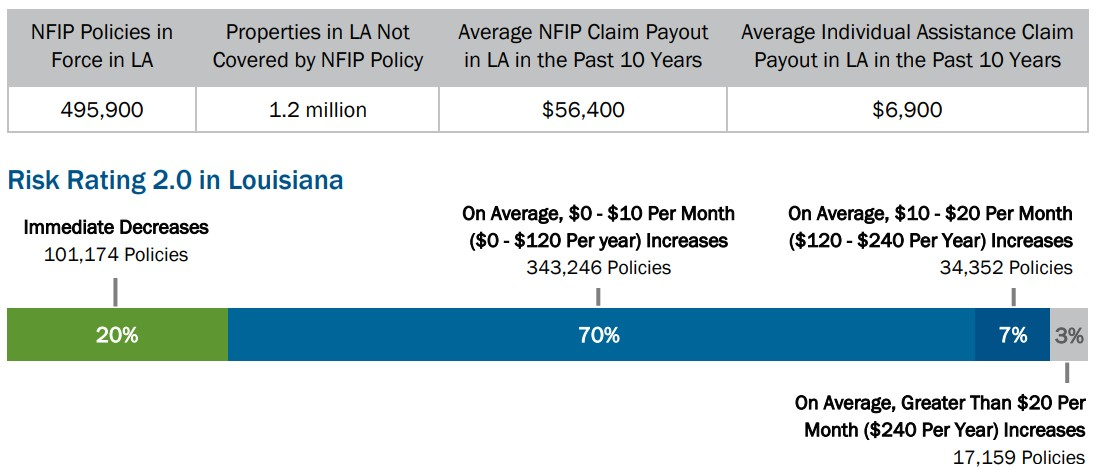 NFIP Policies in
Force in LA
Properties in LA Not
Covered by NFIP Policy
Average NFIP Claim Payout
in LA in the Past 10 Years
Average Individual Assistance Claim
Payout in LA in the Past 10 Years
495,900
1.2 million
$56,400
$6,900
Risk Rating 2.0 in Louisiana
Immediate Decreases
101,174 Policies
On Average, $0 - $10 Per Month
($0 - $120 Per year) Increases
343,246 Policies
On Average, $10 - $20 Per Month
($120 - $240 Per Year) Increases
34,352 Policies
20%
70%
7%
3%
On Average, Greater Than $20 Per
Month ($240 Per Year) Increases
17,159 Policies